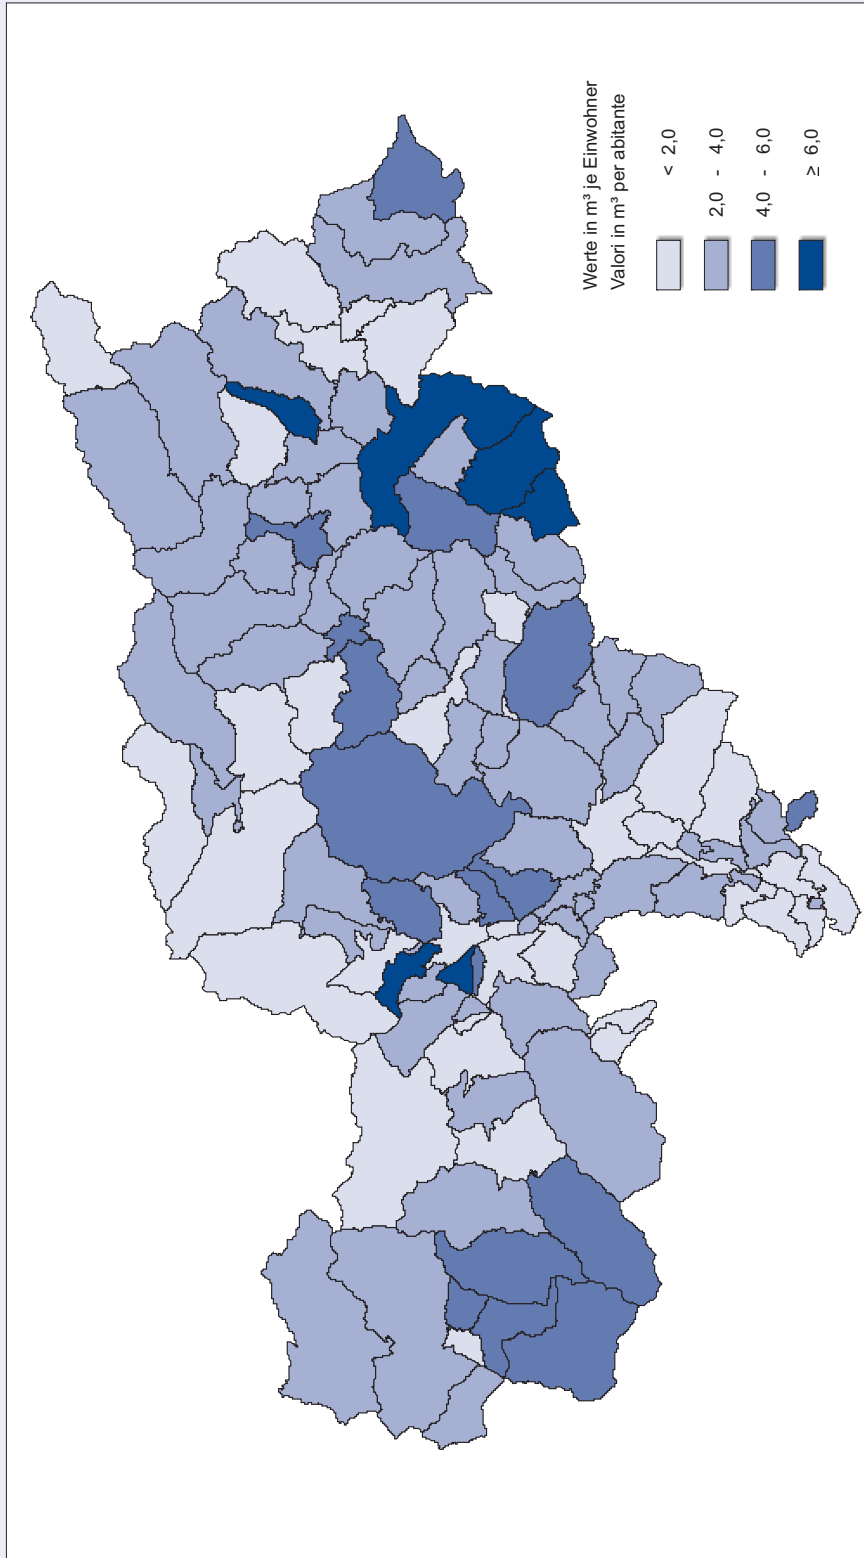 Werte in m³ je Einwohner
Valori in m³ per abitante
< 2,0
2,0 - 4,0
4,0 - 6,0
≥ 6,0